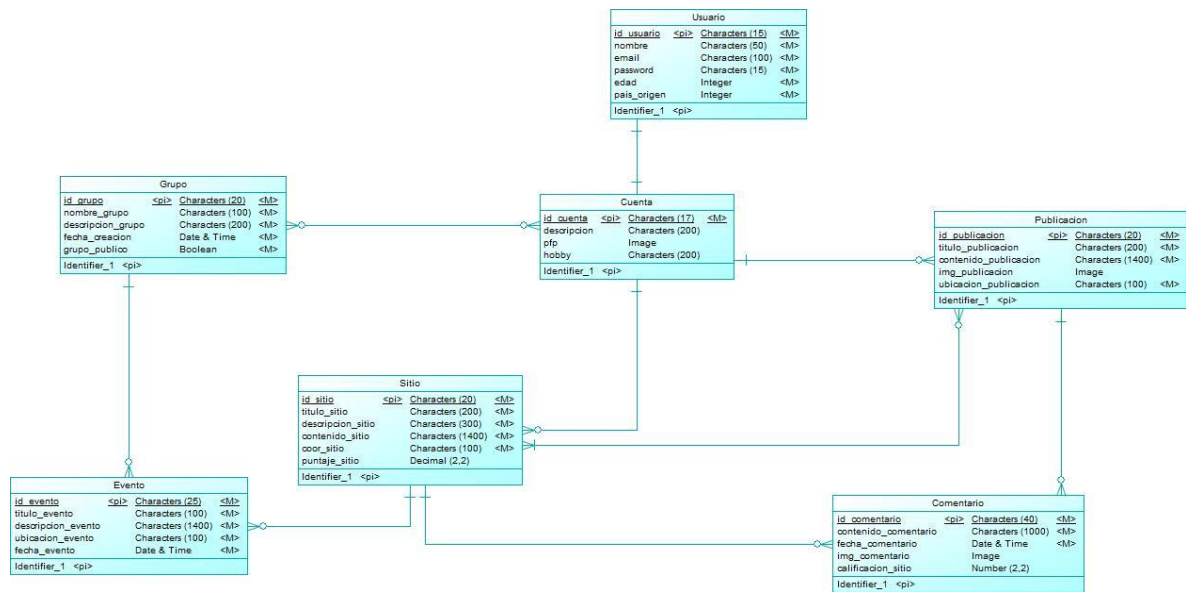 Usuario
id_usuario <pi> Characters (15) <M>
nombre Characters (50) <M>
email Characters (100) <M>
password Characters (15) <M>
edad Integer <M>
pais_origen Integer <M>
Identifier_1 <pi>
Grupo
id_grupo <pi> Characters (20) <M>
nombre_grupo Characters (100) <M>
descripcion_grupo Characters (200) <M>
fecha_creacion Date & Time <M>
grupo_publico Boolean <M>
Identifier_1 <pi>
Cuenta
id_cuenta <pi> Characters (17) <M>
descripcion Characters (200)
pfp Image
hobby Characters (200)
Identifier_1 <pi>
Publicacion
id_publicacion <pi> Characters (20) <M>
titulo_publicacion Characters (200) <M>
contenido_publicacion Characters (1400) <M>
img_publicacion Image
ubicacion_publicacion Characters (100) <M>
Identifier_1 <pi>
Sitio
id_sitio <pi> Characters (20) <M>
titulo_sitio Characters (200) <M>
descripcion_sitio Characters (300) <M>
contenido_sitio Characters (1400) <M>
coor_sitio Characters (100) <M>
puntaje_sitio Decimal (2,2)
Identifier_1 <pi>
Evento
id_evento <pi> Characters (25) <M>
titulo_evento Characters (100) <M>
descripcion_evento Characters (1400) <M>
ubicacion_evento Characters (100) <M>
fecha_evento Date & Time <M>
Identifier_1 <pi>
Comentario
id_comentario <pi> Characters (40) <M>
contenido_comentario Characters (1000) <M>
fecha_comentario Date & Time <M>
img_comentario Image
calificacion_sitio Number (2,2)
Identifier_1 <pi>